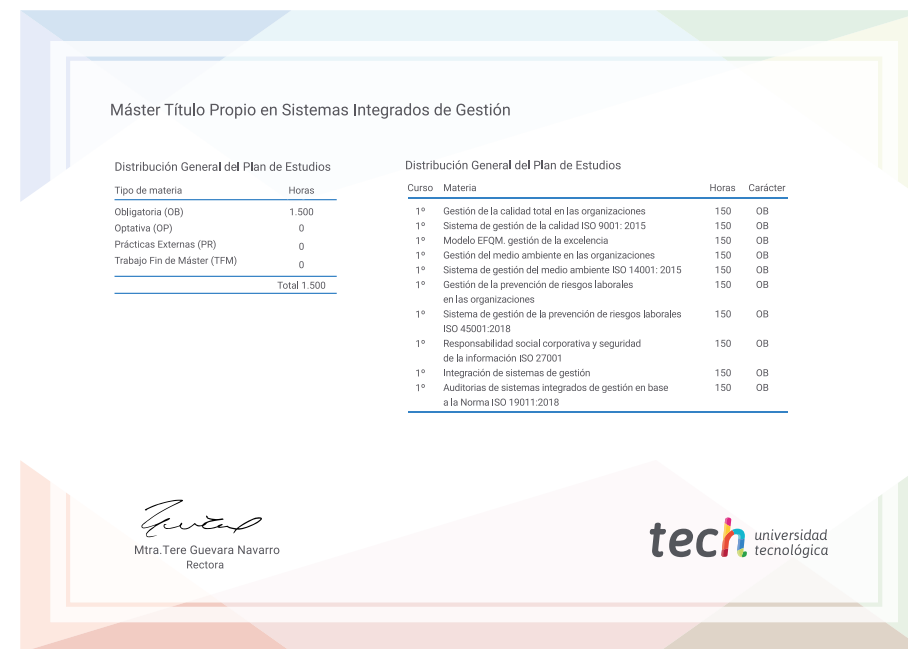 Máster Título Propio en Sistemas Integrados de Gestión
Distribución General del Plan de Estudios
Tipo de materia Horas
Obligatoria (OB) 1.500
Optativa (OP) 0
Prácticas Externas (PR) 0
Trabajo Fin de Máster (TFM) 0
Total 1.500
Distribución General del Plan de Estudios
Curso Materia Horas Carácter
1º Gestión de la calidad total en las organizaciones 150 OB
1º Sistema de gestión de la calidad ISO 9001: 2015 150 OB
1º Modelo EFQM. gestión de la excelencia 150 OB
1º Gestión del medio ambiente en las organizaciones 150 OB
1º Sistema de gestión del medio ambiente ISO 14001: 2015 150 OB
1º Gestión de la prevención de riesgos laborales 150 OB
en las organizaciones
1º Sistema de gestión de la prevención de riesgos laborales 150 OB
ISO 45001:2018
1º Responsabilidad social corporativa y seguridad 150 OB
de la información ISO 27001
1º Integración de sistemas de gestión 150 OB
1º Auditorias de sistemas integrados de gestión en base 150 OB
a la Norma ISO 19011:2018
Mtra.Tere Guevara Navarro
Rectora
tech universidad
tecnológica